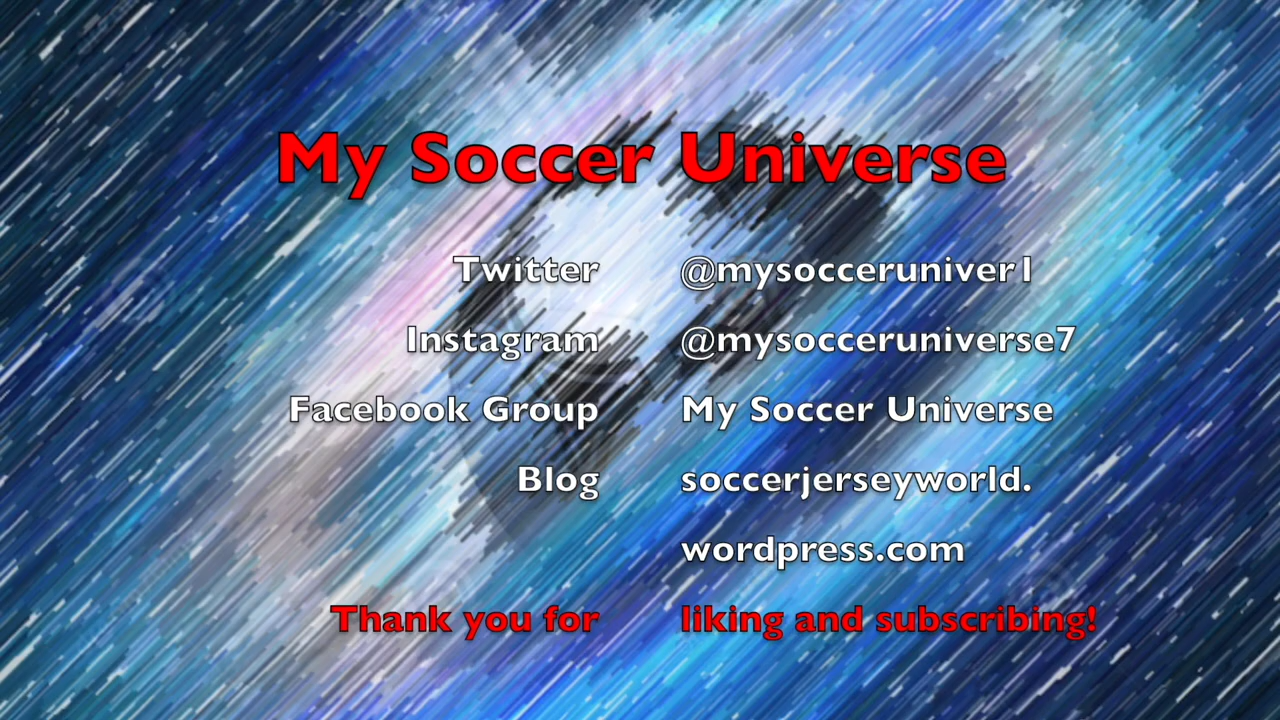 My Soccer Universe
Twitter @mysocceruniver1
Instagram @mysocceruniverse7
Facebook Group My Soccer Universe
Blog soccerjerseyworld.
wordpress.com
Thank you for liking and subscribing!